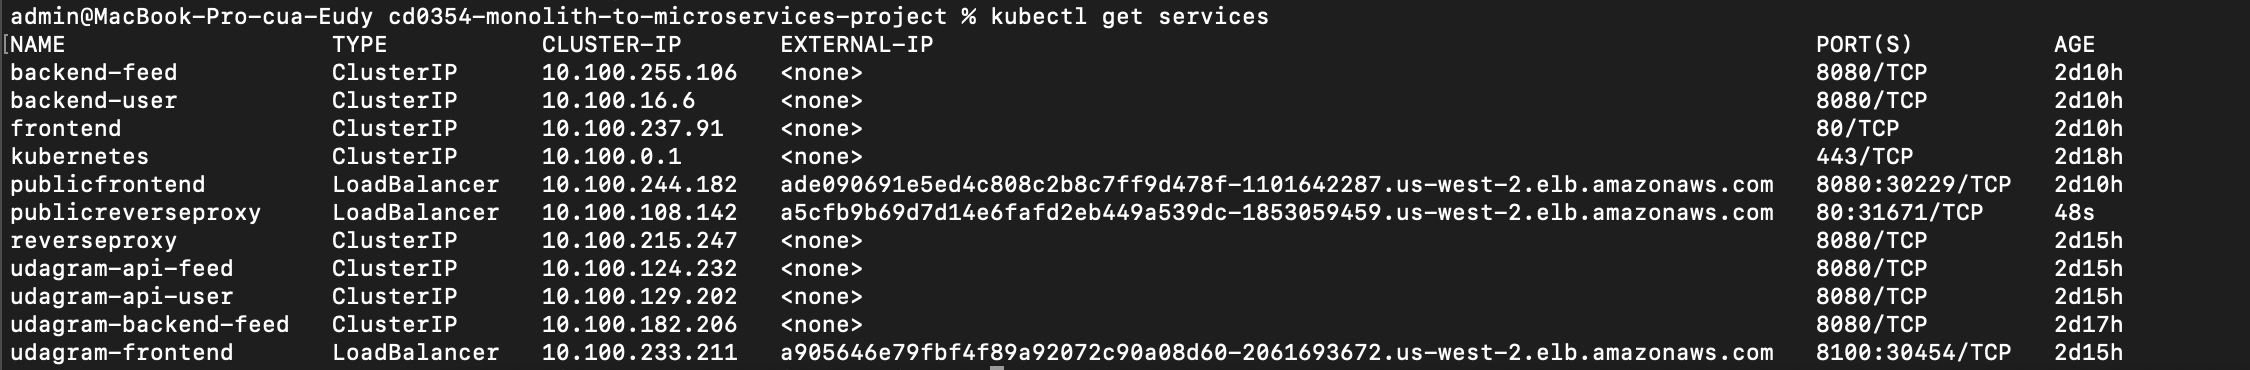 admin@MacBook-Pro-cua-Eudy cd0354-monolith-to-microservices-project % kubectl get services
NAME TYPE CLUSTER-IP EXTERNAL-IP PORT(S) AGE
backend-feed ClusterIP 10.100.255.106 <none> 8080/TCP 2d10h
backend-user ClusterIP 10.100.16.6 <none> 8080/TCP 2d10h
frontend ClusterIP 10.100.237.91 <none> 80/TCP 2d10h
kubernetes ClusterIP 10.100.0.1 <none> 443/TCP 2d18h
publicfrontend LoadBalancer 10.100.244.182 ade090691e5ed4c808c2b8c7ff9d478f-1101642287.us-west-2.elb.amazonaws.com 8080:30229/TCP 2d10h
publicreverseproxy LoadBalancer 10.100.108.142 a5cfb9b69d7d14e6fafd2eb449a539dc-1853059459.us-west-2.elb.amazonaws.com 80:31671/TCP 48s
reverseproxy ClusterIP 10.100.215.247 <none> 8080/TCP 2d15h
udagram-api-feed ClusterIP 10.100.124.232 <none> 8080/TCP 2d15h
udagram-api-user ClusterIP 10.100.129.202 <none> 8080/TCP 2d15h
udagram-backend-feed ClusterIP 10.100.182.206 <none> 8080/TCP 2d17h
udagram-frontend LoadBalancer 10.100.233.211 a905646e79fbf4f89a92072c90a08d60-2061693672.us-west-2.elb.amazonaws.com 8100:30454/TCP 2d15h